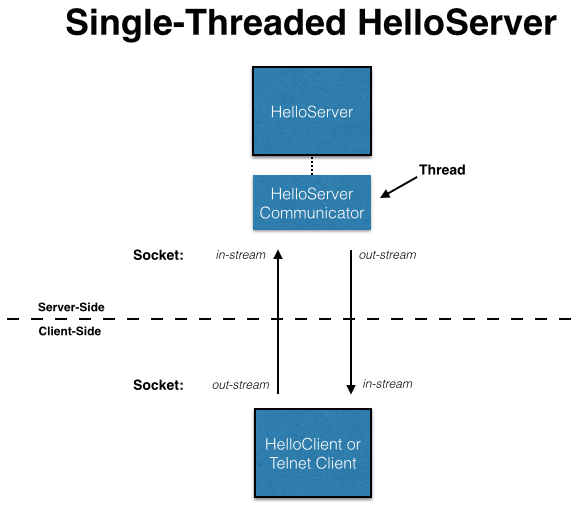 Single-Threaded HelloServer
HelloServer
Thread
HelloServer
Communicator
Socket: in-stream out-stream
Server-Side
Client-Side
Socket: out-stream in-stream
HelloClient or
Telnet Client